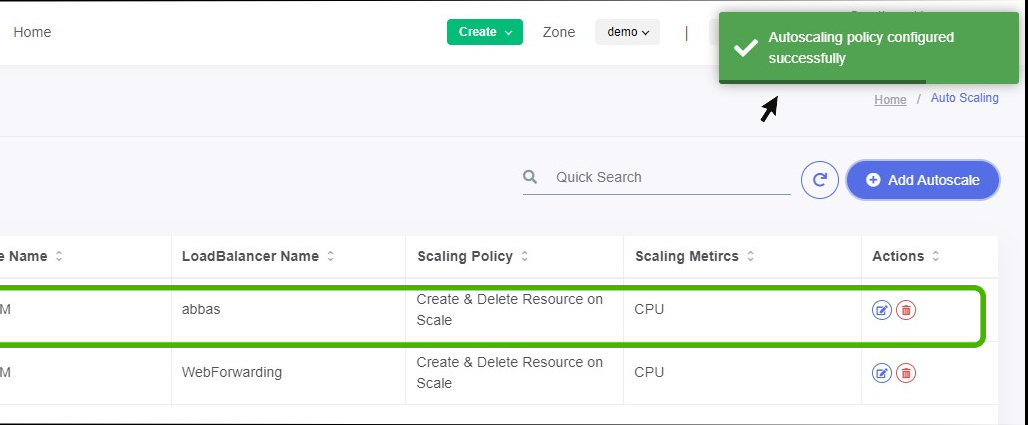 Home
Create
Zone
demo
|
Autoscaling policy configured
successfully
Home / Auto Scaling
Quick Search
Add Autoscale
e Name
LoadBalancer Name
Scaling Policy
Scaling Metircs
Actions
M
abbas
Create & Delete Resource on
Scale
CPU
M
WebForwarding
Create & Delete Resource on
Scale
CPU